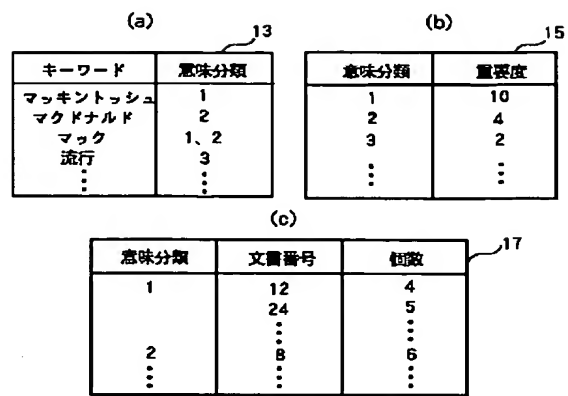 (a)
13
キーワード 意味分類
マッキントッシュ 1
マクドナルド 2
マック 1、2
流行 3
⋮ ⋮
(b)
15
意味分類 重要度
1 10
2 4
3 2
⋮ ⋮
(c)
17
意味分類 文書番号 個数
1 12 4
24 5
⋮ ⋮
2 8 6
⋮ ⋮ ⋮